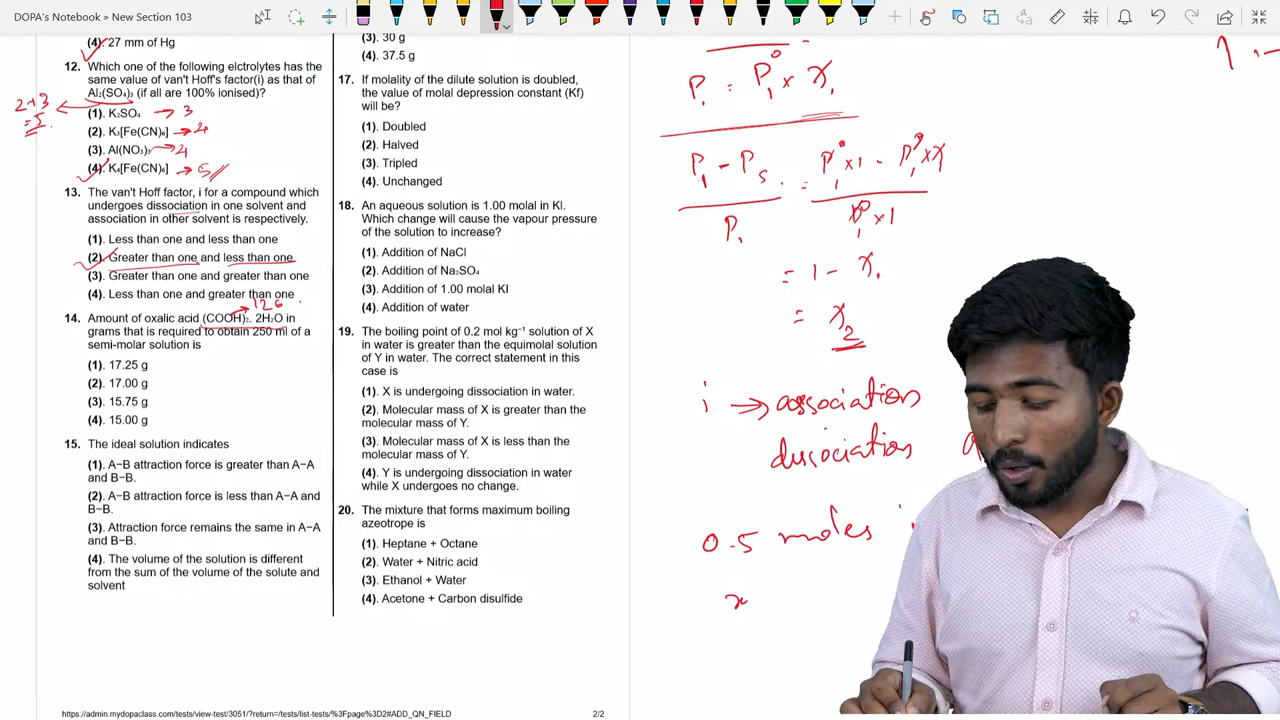 DOPA's Notebook » New Section 103
(4). 27 mm of Hg
12. Which one of the following elctrolytes has the
same value of van't Hoff's factor(i) as that of
Al₂(SO₄)₃ (if all are 100% ionised)?
2+3
=5
(1). K₂SO₄ → 3
(2). K₃[Fe(CN)₆] → 4
(3). Al(NO₃)₃ → 4
(4). K₄[Fe(CN)₆] → 5
13. The van't Hoff factor, i for a compound which
undergoes dissociation in one solvent and
association in other solvent is respectively.
(1). Less than one and less than one
(2). Greater than one and less than one.
(3). Greater than one and greater than one
(4). Less than one and greater than one
126
14. Amount of oxalic acid (COOH)₂. 2H₂O in
grams that is required to obtain 250 ml of a
semi-molar solution is
(1). 17.25 g
(2). 17.00 g
(3). 15.75 g
(4). 15.00 g
15. The ideal solution indicates
(1). A−B attraction force is greater than A−A
and B−B.
(2). A−B attraction force is less than A−A and
B−B.
(3). Attraction force remains the same in A−A
and B−B.
(4). The volume of the solution is different
from the sum of the volume of the solute and
solvent
(3). 30 g
(4). 37.5 g
17. If molality of the dilute solution is doubled,
the value of molal depression constant (Kf)
will be?
(1). Doubled
(2). Halved
(3). Tripled
(4). Unchanged
18. An aqueous solution is 1.00 molal in KI.
Which change will cause the vapour pressure
of the solution to increase?
(1). Addition of NaCl
(2). Addition of Na₂SO₄
(3). Addition of 1.00 molal KI
(4). Addition of water
19. The boiling point of 0.2 mol kg⁻¹ solution of X
in water is greater than the equimolal solution
of Y in water. The correct statement in this
case is
(1). X is undergoing dissociation in water.
(2). Molecular mass of X is greater than the
molecular mass of Y.
(3). Molecular mass of X is less than the
molecular mass of Y.
(4). Y is undergoing dissociation in water
while X undergoes no change.
20. The mixture that forms maximum boiling
azeotrope is
(1). Heptane + Octane
(2). Water + Nitric acid
(3). Ethanol + Water
(4). Acetone + Carbon disulfide
https://admin.mydopaclass.com/tests/view-test/3051/?return=/tests/list-tests/%3Fpage%3D2#ADD_QN_FIELD
2/2
P₁ = P₁⁰ × x₁
P₁ − Pₛ = P₁⁰×1 − P₁⁰×x₁
P₁ P₁⁰×1
= 1 − x₁
= x₂
i → association
dissociation
0.5 moles
x